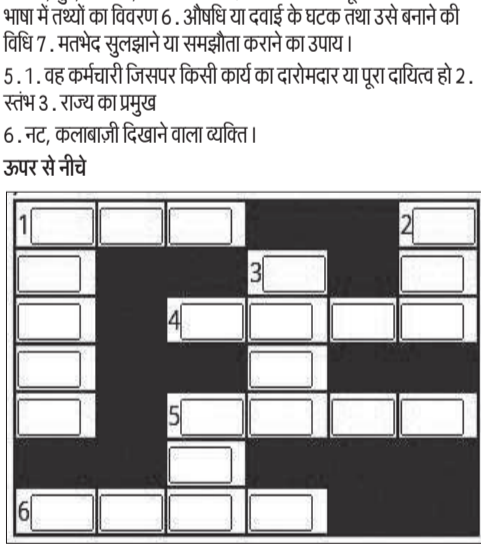 भाषा में तथ्यों का विवरण 6. औषधि या दवाई के घटक तथा उसे बनाने की
विधि 7. मतभेद सुलझाने या समझौता कराने का उपाय।
5. 1. वह कर्मचारी जिसपर किसी कार्य का दारोमदार या पूरा दायित्व हो 2.
स्तंभ 3. राज्य का प्रमुख
6. नट, कलाबाज़ी दिखाने वाला व्यक्ति।
ऊपर से नीचे
1 2
3
4
5
6